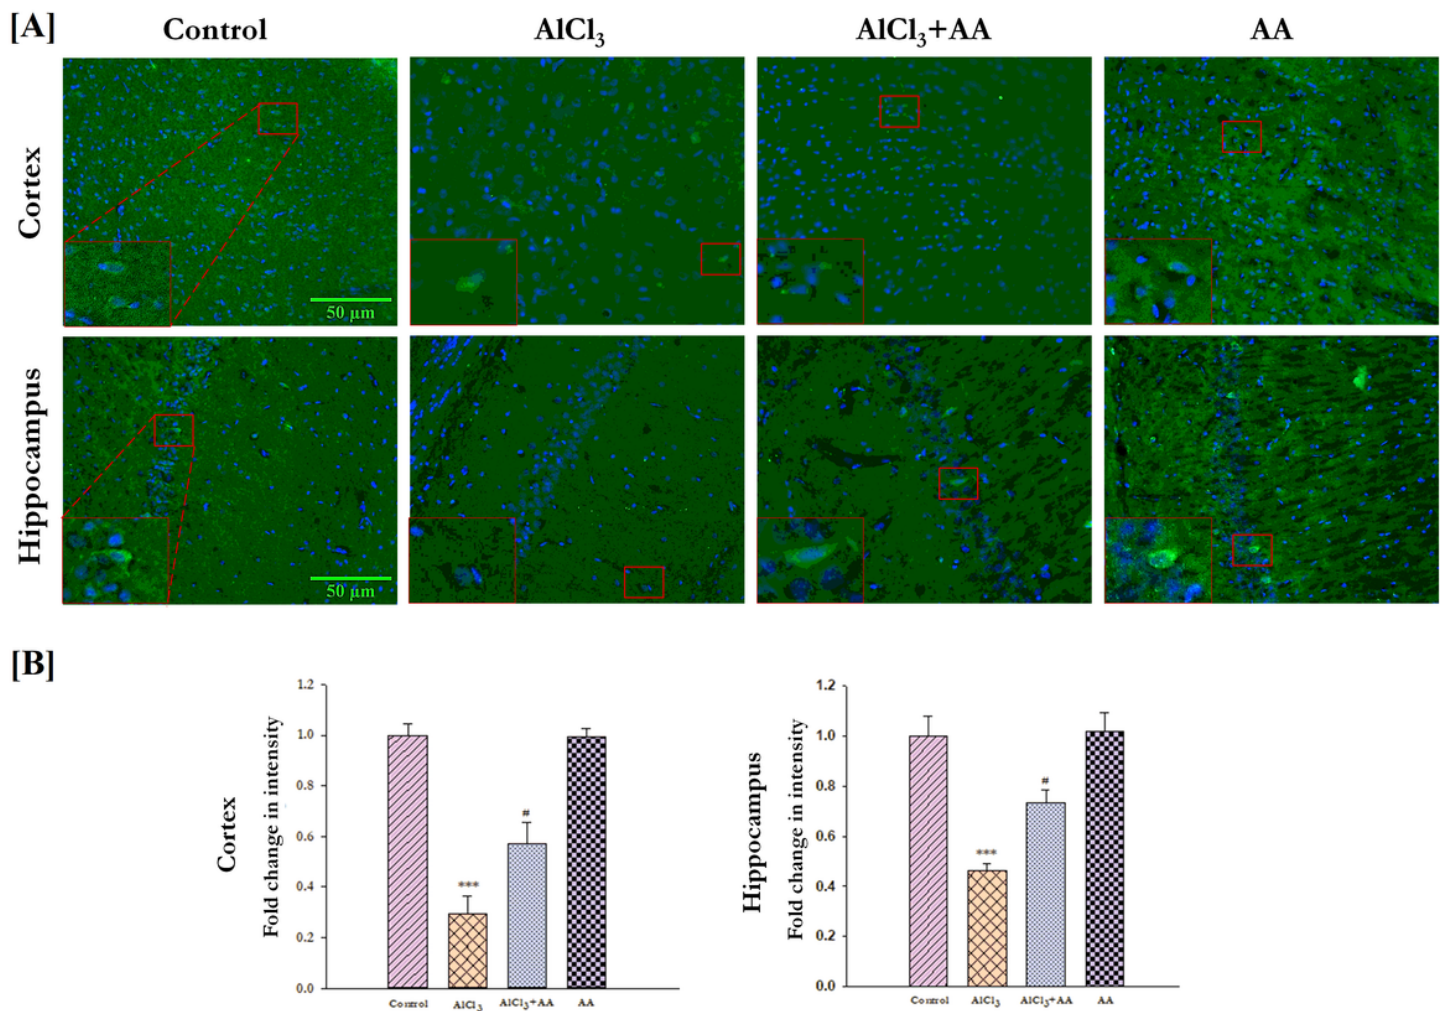 [A]
Control AlCl₃ AlCl₃+AA AA
Cortex
50 µm
Hippocampus
50 µm
[B]
Cortex
Fold change in intensity
1.2
1.0
0.8
0.6
0.4
0.2
0.0
***
#
Control AlCl₃ AlCl₃+AA AA
Hippocampus
Fold change in intensity
1.2
1.0
0.8
0.6
0.4
0.2
0.0
***
#
Control AlCl₃ AlCl₃+AA AA